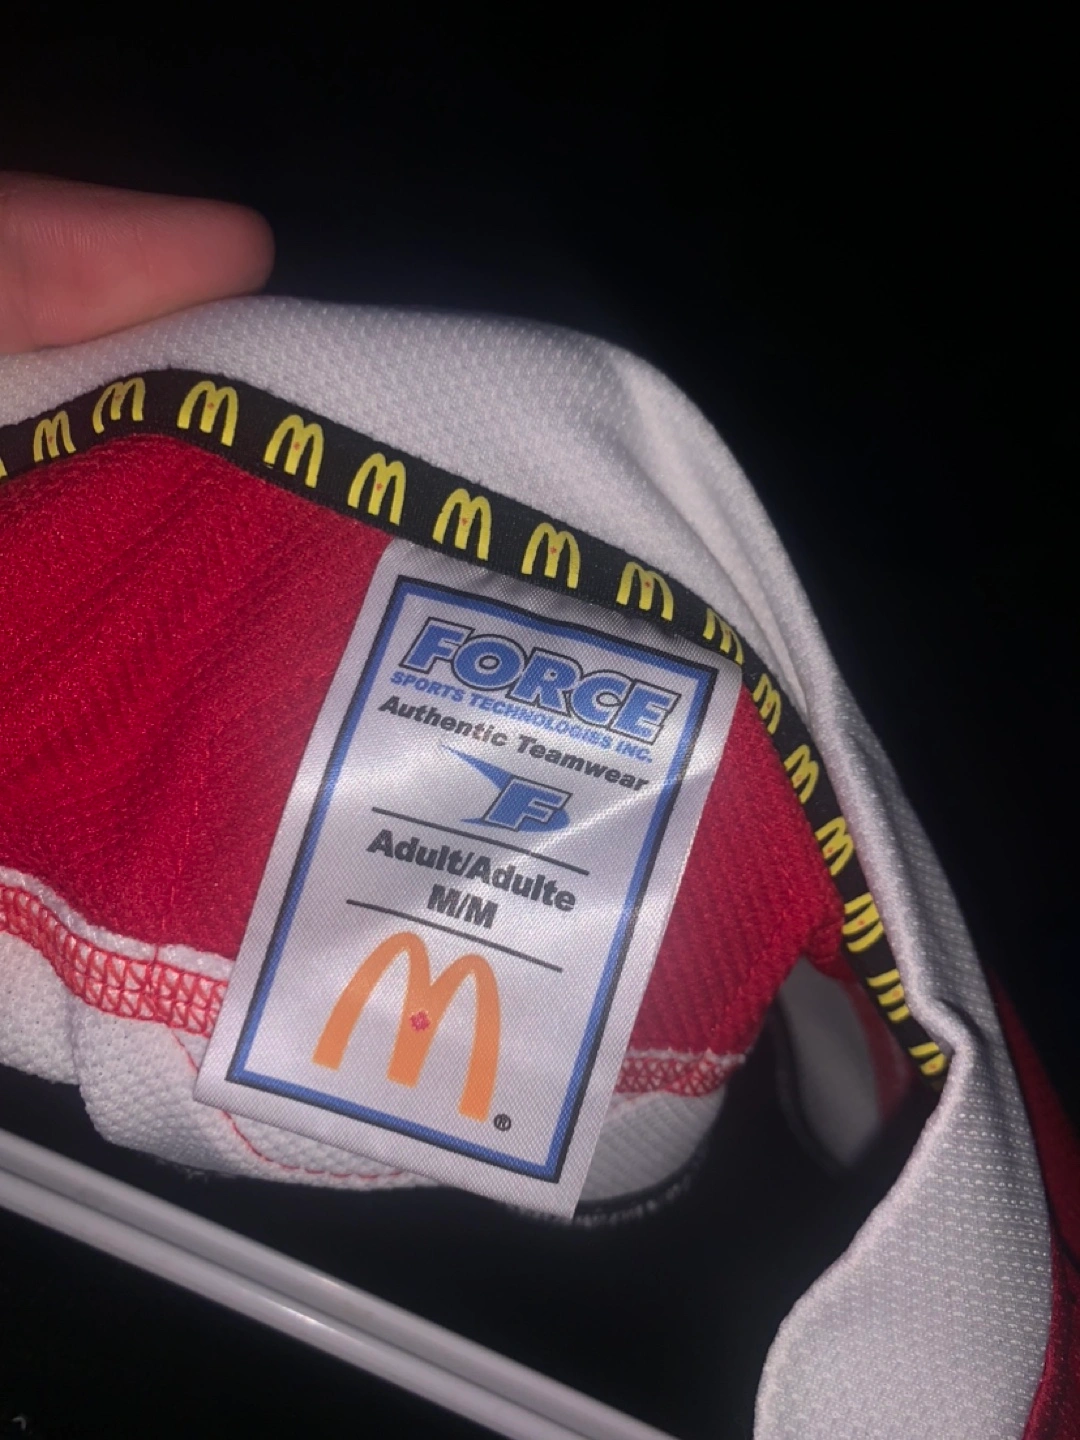 FORCE
SPORTS TECHNOLOGIES INC.
Authentic Teamwear
F
Adult/Adulte
M/M
®